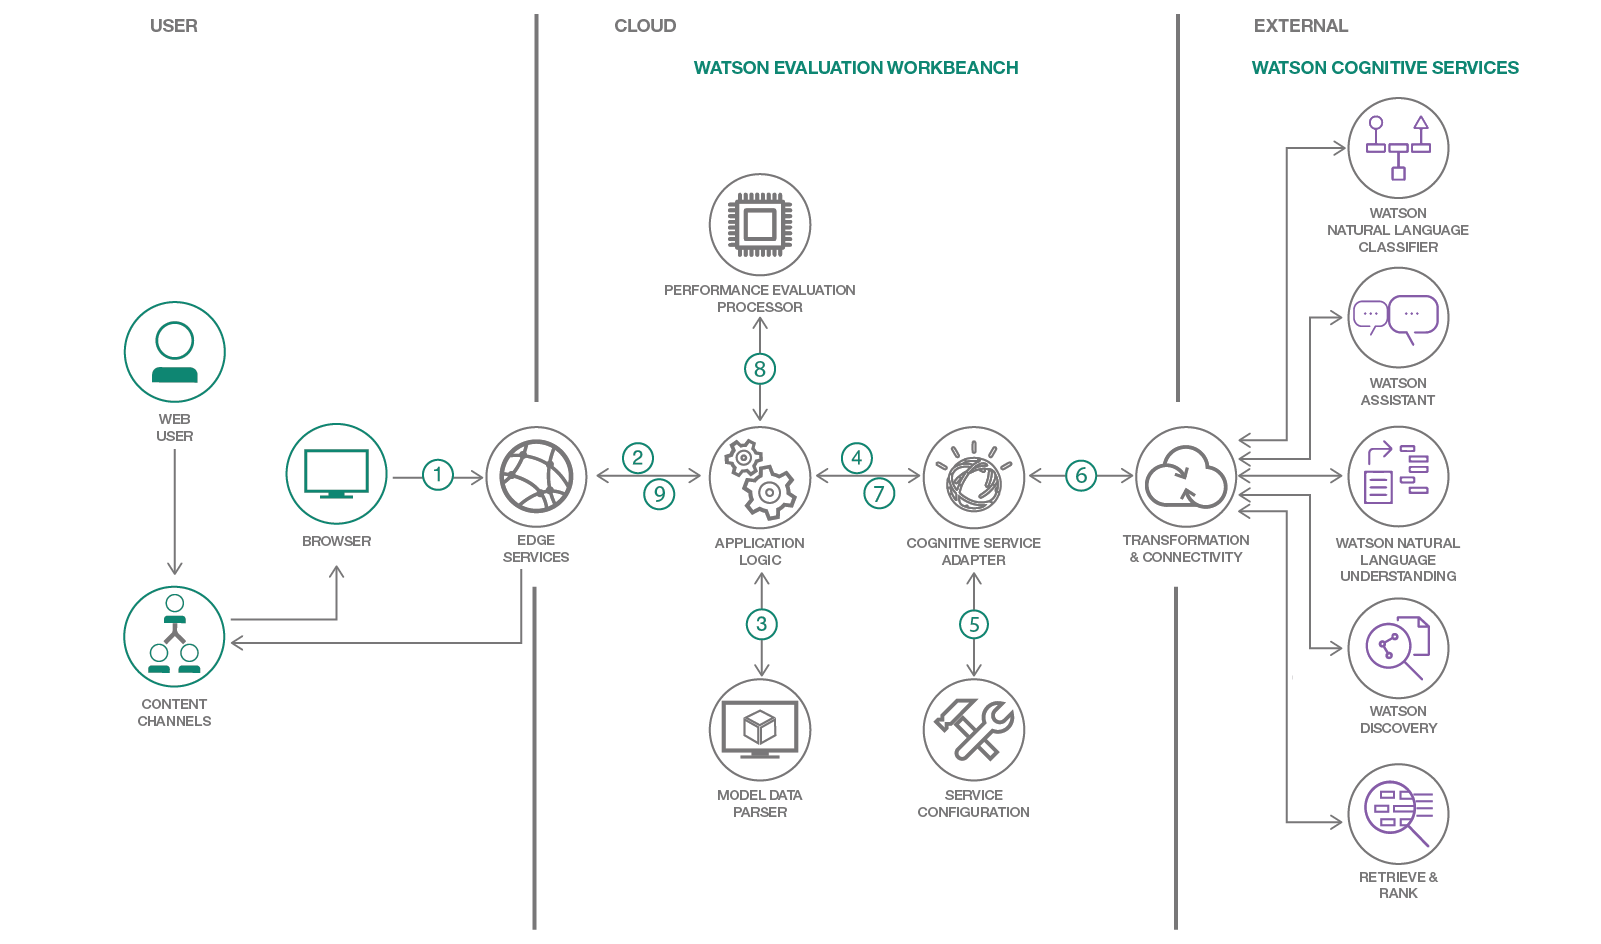 USER
CLOUD
EXTERNAL
WATSON EVALUATION WORKBEANCH
WATSON COGNITIVE SERVICES
WATSON
NATURAL LANGUAGE
CLASSIFIER
PERFORMANCE EVALUATION
PROCESSOR
8
WATSON
ASSISTANT
WEB
USER
BROWSER
1
EDGE
SERVICES
2
9
APPLICATION
LOGIC
4
7
COGNITIVE SERVICE
ADAPTER
6
TRANSFORMATION
& CONNECTIVITY
WATSON NATURAL
LANGUAGE
UNDERSTANDING
3
5
CONTENT
CHANNELS
WATSON
DISCOVERY
MODEL DATA
PARSER
SERVICE
CONFIGURATION
RETRIEVE &
RANK